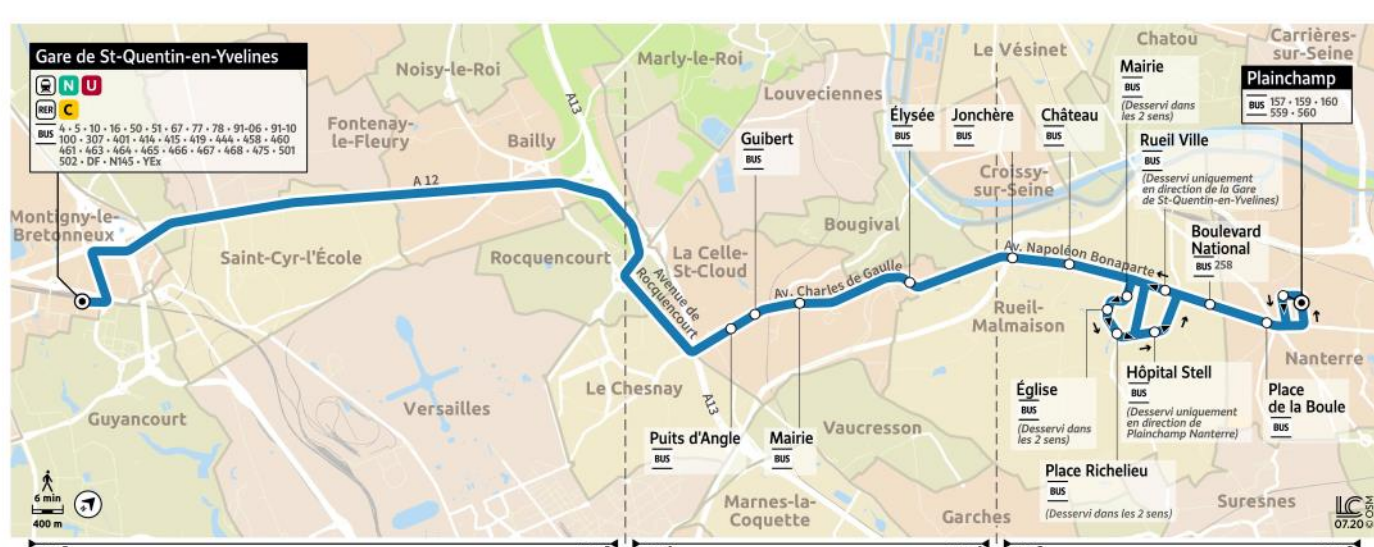 Gare de St-Quentin-en-Yvelines
N U
RER C
BUS 4 • 5 • 10 • 16 • 50 • 51 • 67 • 77 • 78 • 91-06 • 91-10
100 • 307 • 401 • 414 • 415 • 419 • 444 • 458 • 460
461 • 463 • 464 • 465 • 466 • 467 • 468 • 475 • 501
502 • DF • N145 • YEx
Montigny-le-
Bretonneux
Noisy-le-Roi
Fontenay-
le-Fleury
Bailly
A13
A 12
Saint-Cyr-l'École
Guyancourt
Versailles
Rocquencourt
Marly-le-Roi
Louveciennes
Guibert
BUS
La Celle-
St-Cloud
Avenue de
Rocquencourt
Le Chesnay
A13
Puits d'Angle
BUS
Mairie
BUS
Av. Charles de Gaulle
Bougival
Vaucresson
Marnes-la-
Coquette
Garches
Élysée
BUS
Jonchère
BUS
Château
BUS
Le Vésinet
Croissy-
sur-Seine
Chatou
Carrières-
sur-Seine
Mairie
BUS
(Desservi dans
les 2 sens)
Rueil Ville
BUS
(Desservi uniquement
en direction de la Gare
de St-Quentin-en-Yvelines)
Plainchamp
BUS 157 • 159 • 160
559 • 560
Boulevard
National
BUS 258
Av. Napoléon Bonaparte
Rueil-
Malmaison
Nanterre
Église
BUS
(Desservi dans
les 2 sens)
Hôpital Stell
BUS
(Desservi uniquement
en direction de
Plainchamp Nanterre)
Place
de la Boule
BUS
Place Richelieu
BUS
(Desservi dans les 2 sens)
Suresnes
6 min
400 m
LC
07.20 © OSM